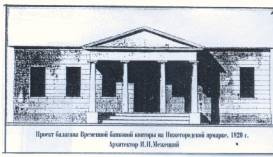 Проект балагана Временной банковой конторы на Нижегородской ярмарке, 1820 г.
Архитектор И.И.Межецкий